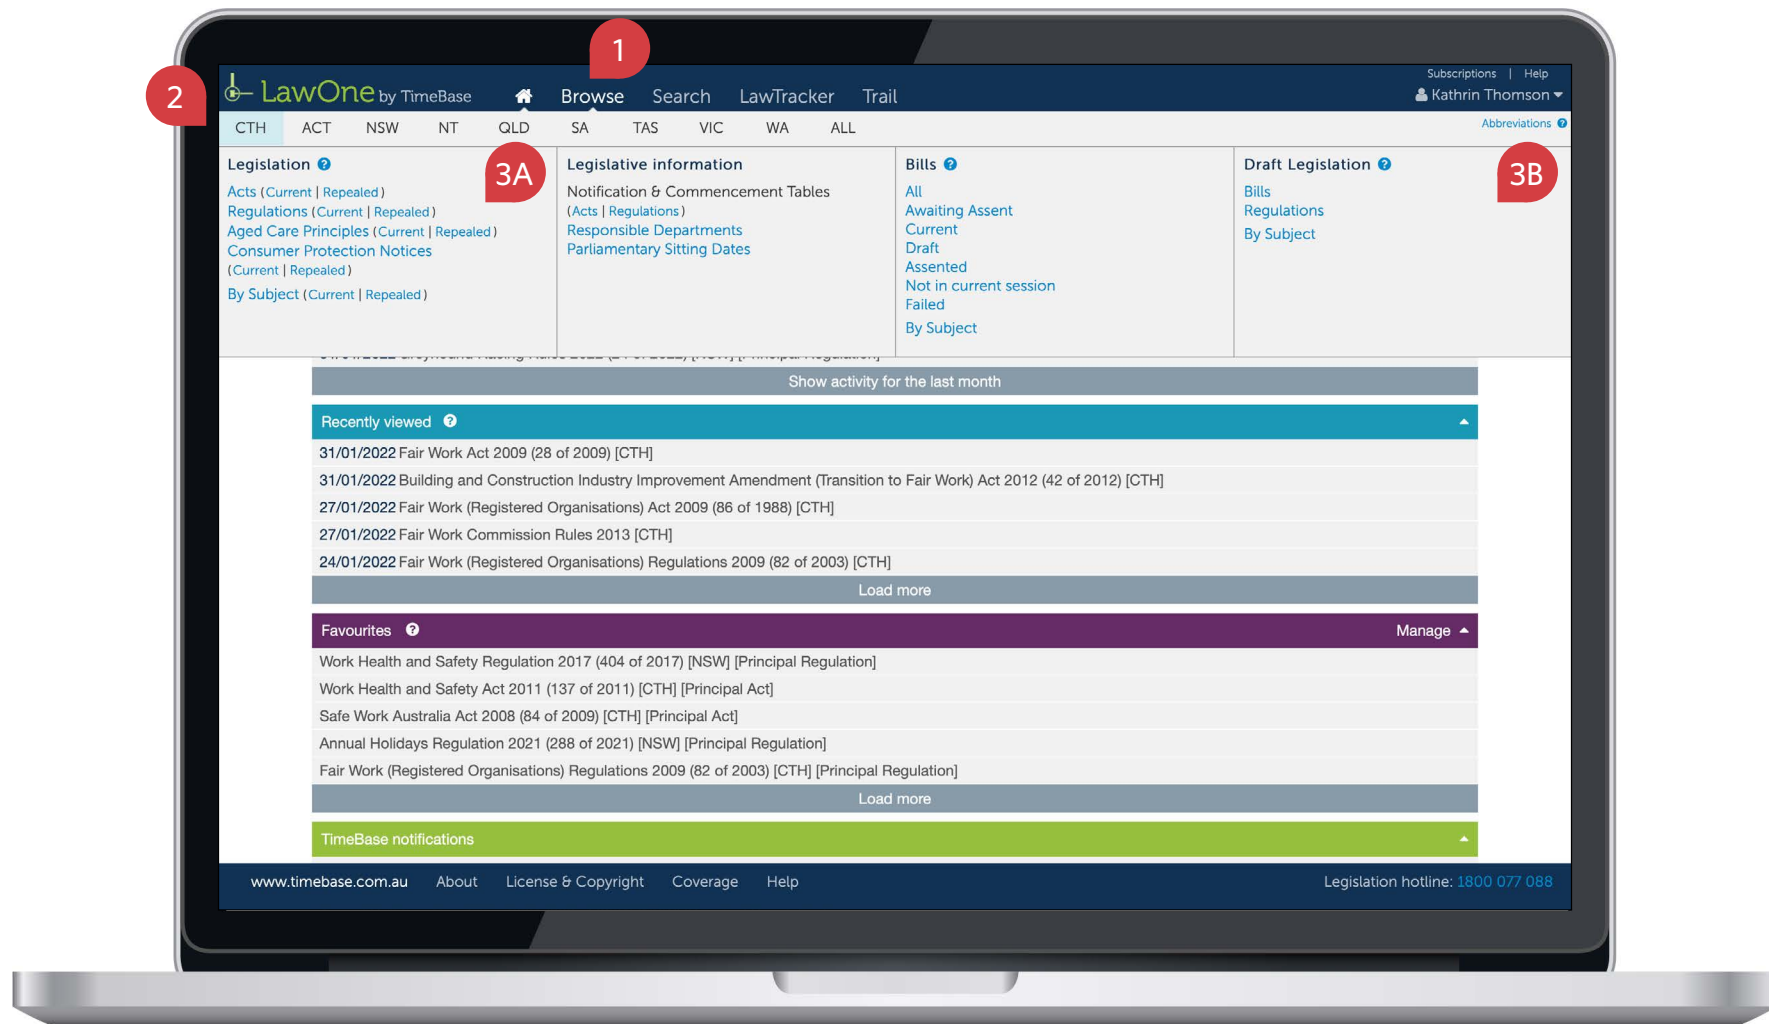 1
2
LawOne by TimeBase
Browse Search LawTracker Trail
Subscriptions | Help
Kathrin Thomson
CTH ACT NSW NT QLD SA TAS VIC WA ALL
Abbreviations ?
3A
3B
Legislation ?
Acts (Current | Repealed)
Regulations (Current | Repealed)
Aged Care Principles (Current | Repealed)
Consumer Protection Notices
(Current | Repealed)
By Subject (Current | Repealed)
Legislative information
Notification & Commencement Tables
(Acts | Regulations)
Responsible Departments
Parliamentary Sitting Dates
Bills ?
All
Awaiting Assent
Current
Draft
Assented
Not in current session
Failed
By Subject
Draft Legislation ?
Bills
Regulations
By Subject
Show activity for the last month
Recently viewed ?
31/01/2022 Fair Work Act 2009 (28 of 2009) [CTH]
31/01/2022 Building and Construction Industry Improvement Amendment (Transition to Fair Work) Act 2012 (42 of 2012) [CTH]
27/01/2022 Fair Work (Registered Organisations) Act 2009 (86 of 1988) [CTH]
27/01/2022 Fair Work Commission Rules 2013 [CTH]
24/01/2022 Fair Work (Registered Organisations) Regulations 2009 (82 of 2003) [CTH]
Load more
Favourites ?
Manage
Work Health and Safety Regulation 2017 (404 of 2017) [NSW] [Principal Regulation]
Work Health and Safety Act 2011 (137 of 2011) [CTH] [Principal Act]
Safe Work Australia Act 2008 (84 of 2009) [CTH] [Principal Act]
Annual Holidays Regulation 2021 (288 of 2021) [NSW] [Principal Regulation]
Fair Work (Registered Organisations) Regulations 2009 (82 of 2003) [CTH] [Principal Regulation]
Load more
TimeBase notifications
www.timebase.com.au About License & Copyright Coverage Help
Legislation hotline: 1800 077 088